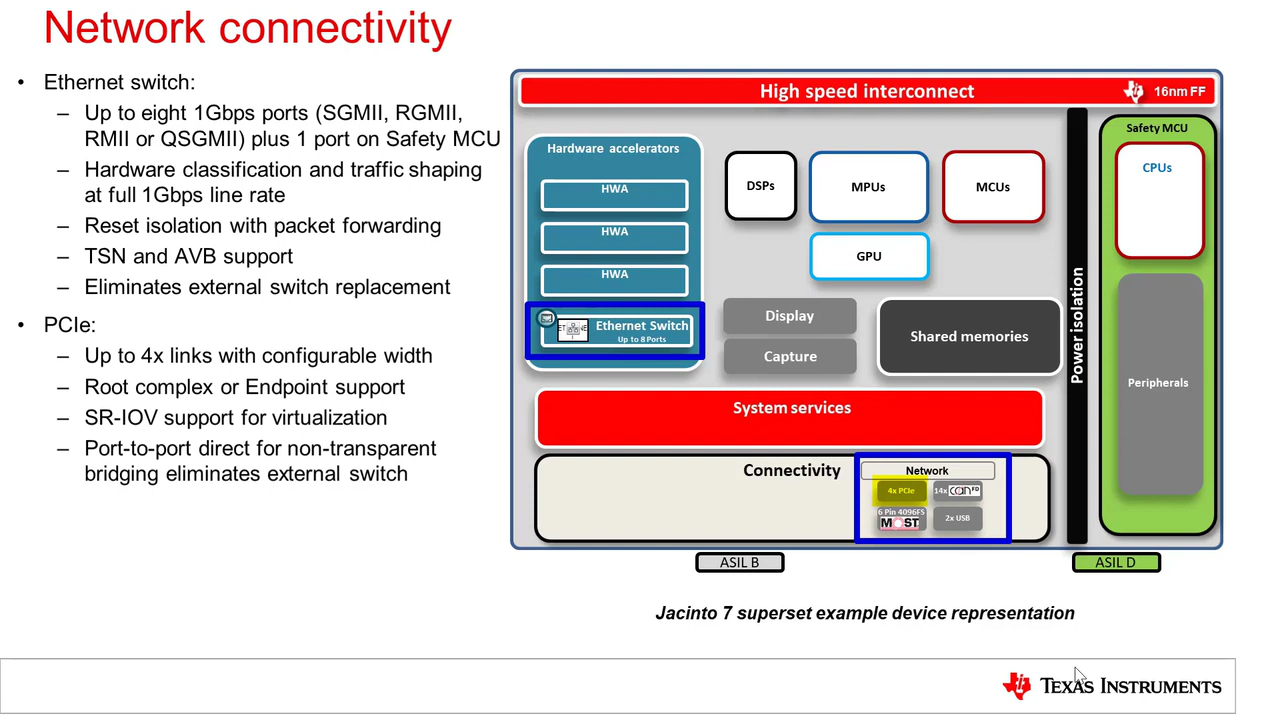 Network connectivity
• Ethernet switch:
– Up to eight 1Gbps ports (SGMII, RGMII,
RMII or QSGMII) plus 1 port on Safety MCU
– Hardware classification and traffic shaping
at full 1Gbps line rate
– Reset isolation with packet forwarding
– TSN and AVB support
– Eliminates external switch replacement
• PCIe:
– Up to 4x links with configurable width
– Root complex or Endpoint support
– SR-IOV support for virtualization
– Port-to-port direct for non-transparent
bridging eliminates external switch
High speed interconnect
16nm FF
Hardware accelerators
HWA
HWA
HWA
Ethernet Switch
Up to 8 Ports
DSPs
MPUs
MCUs
GPU
Display
Capture
Shared memories
Power isolation
Safety MCU
CPUs
Peripherals
System services
Connectivity
Network
4x PCIe
14x CAN FD
6 Pin 4096FS
MOST
2x USB
ASIL B
ASIL D
Jacinto 7 superset example device representation
TEXAS INSTRUMENTS